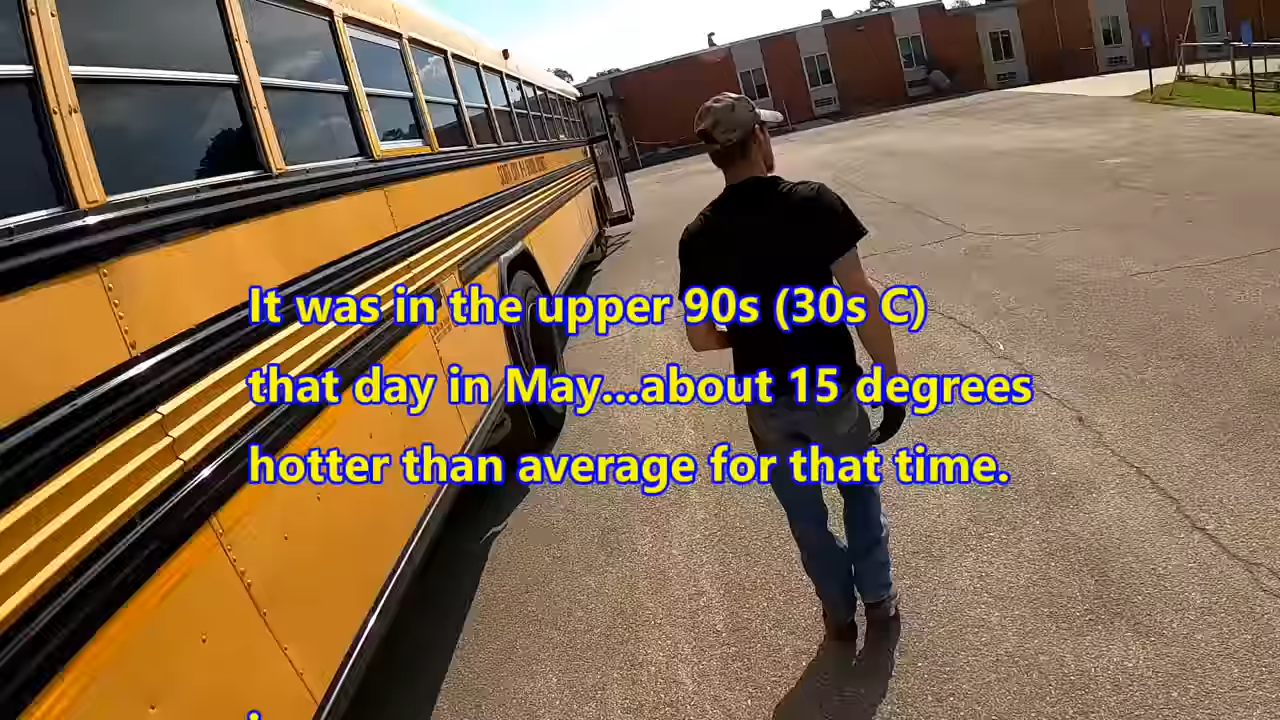 It was in the upper 90s (30s C)
that day in May...about 15 degrees
hotter than average for that time.